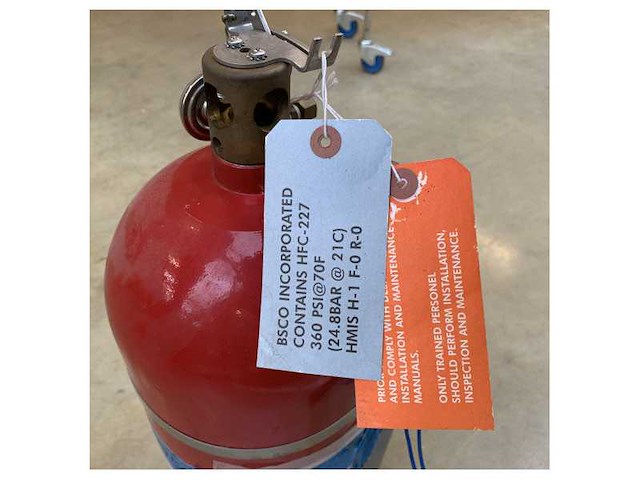 BSCO INCORPORATED
CONTAINS HFC-227
360 PSI@70F
(24.8BAR @ 21C)
HMIS H-1 F-0 R-0
AND COMPLY WITH
INSTALLATION AND MAINTENANCE
MANUALS.
ONLY TRAINED PERSONEL
SHOULD PERFORM INSTALLATION,
INSPECTION AND MAINTENANCE.